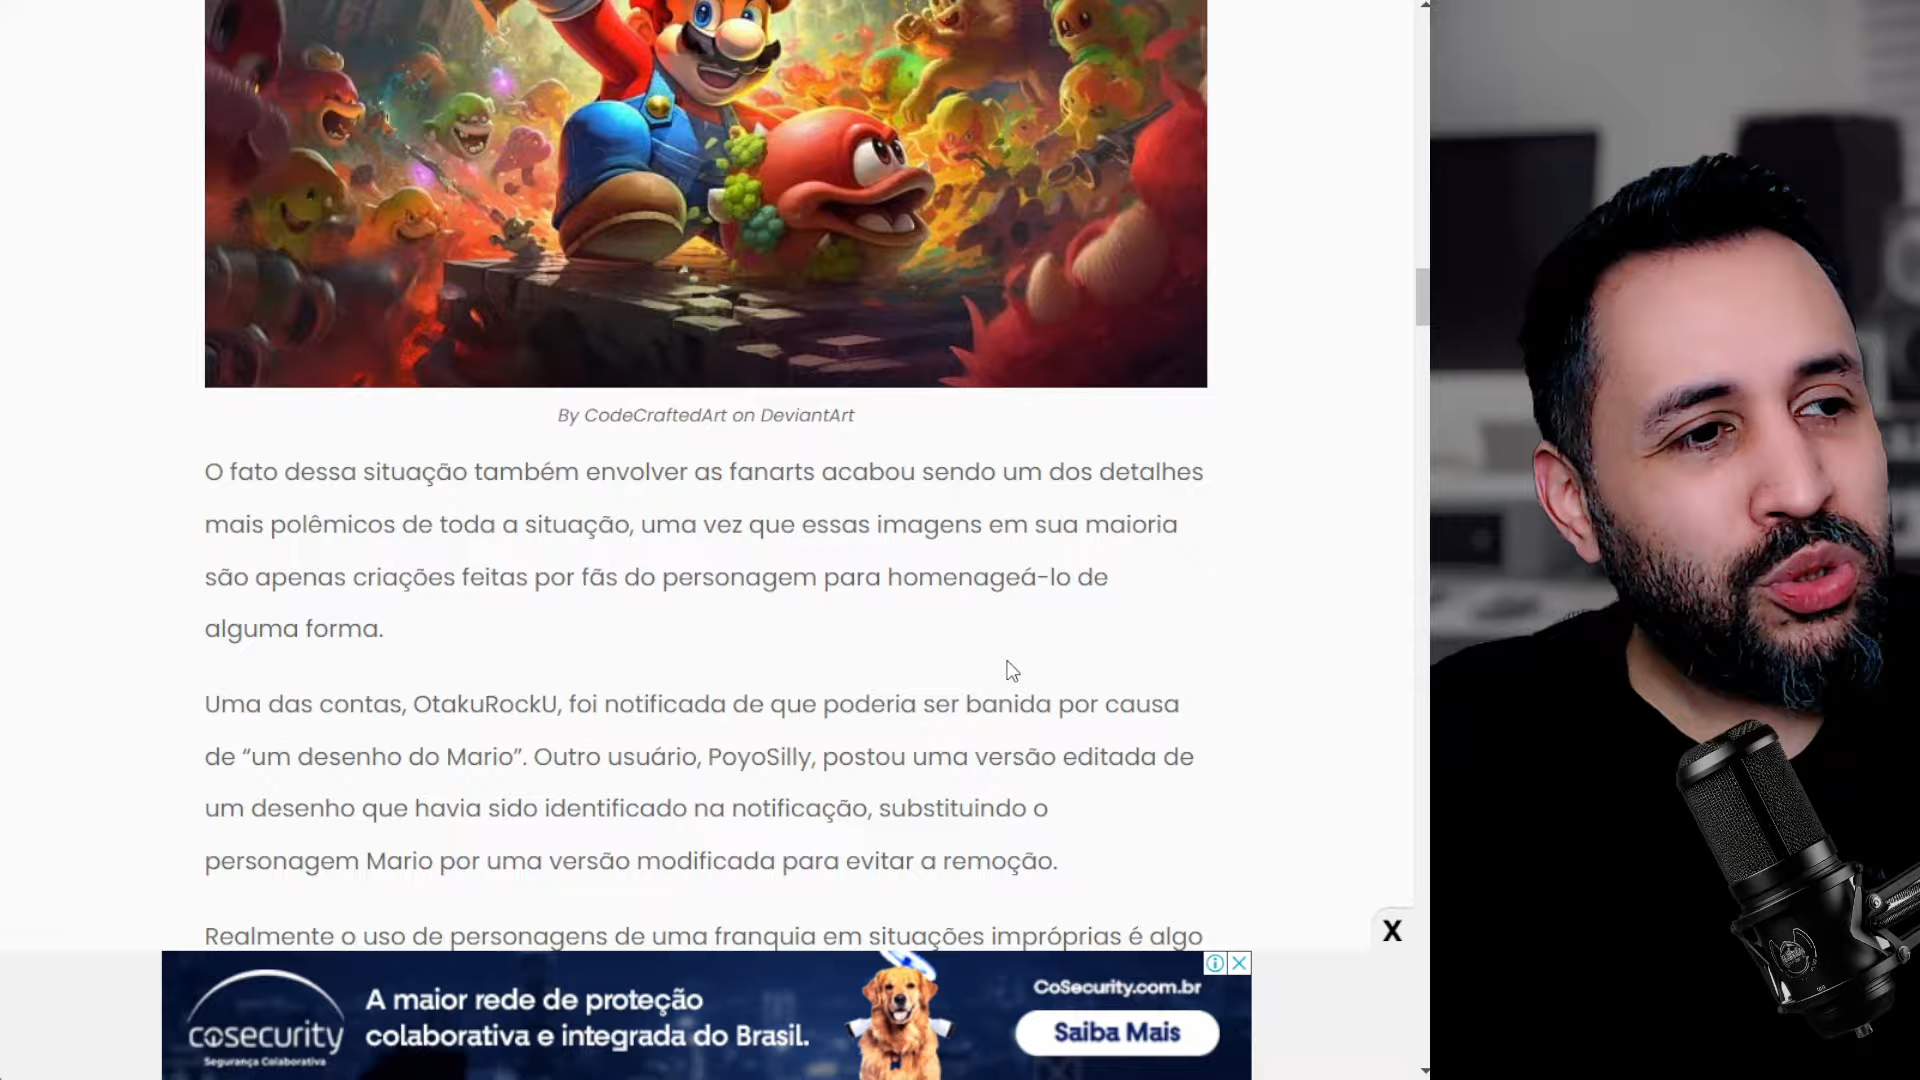 By CodeCraftedArt on DeviantArt
O fato dessa situação também envolver as fanarts acabou sendo um dos detalhes
mais polêmicos de toda a situação, uma vez que essas imagens em sua maioria
são apenas criações feitas por fãs do personagem para homenageá-lo de
alguma forma.
Uma das contas, OtakuRockU, foi notificada de que poderia ser banida por causa
de “um desenho do Mario”. Outro usuário, PoyoSilly, postou uma versão editada de
um desenho que havia sido identificado na notificação, substituindo o
personagem Mario por uma versão modificada para evitar a remoção.
Realmente o uso de personagens de uma franquia em situações impróprias é algo
X
cosecurity
Segurança Colaborativa
A maior rede de proteção
colaborativa e integrada do Brasil.
CoSecurity.com.br
Saiba Mais